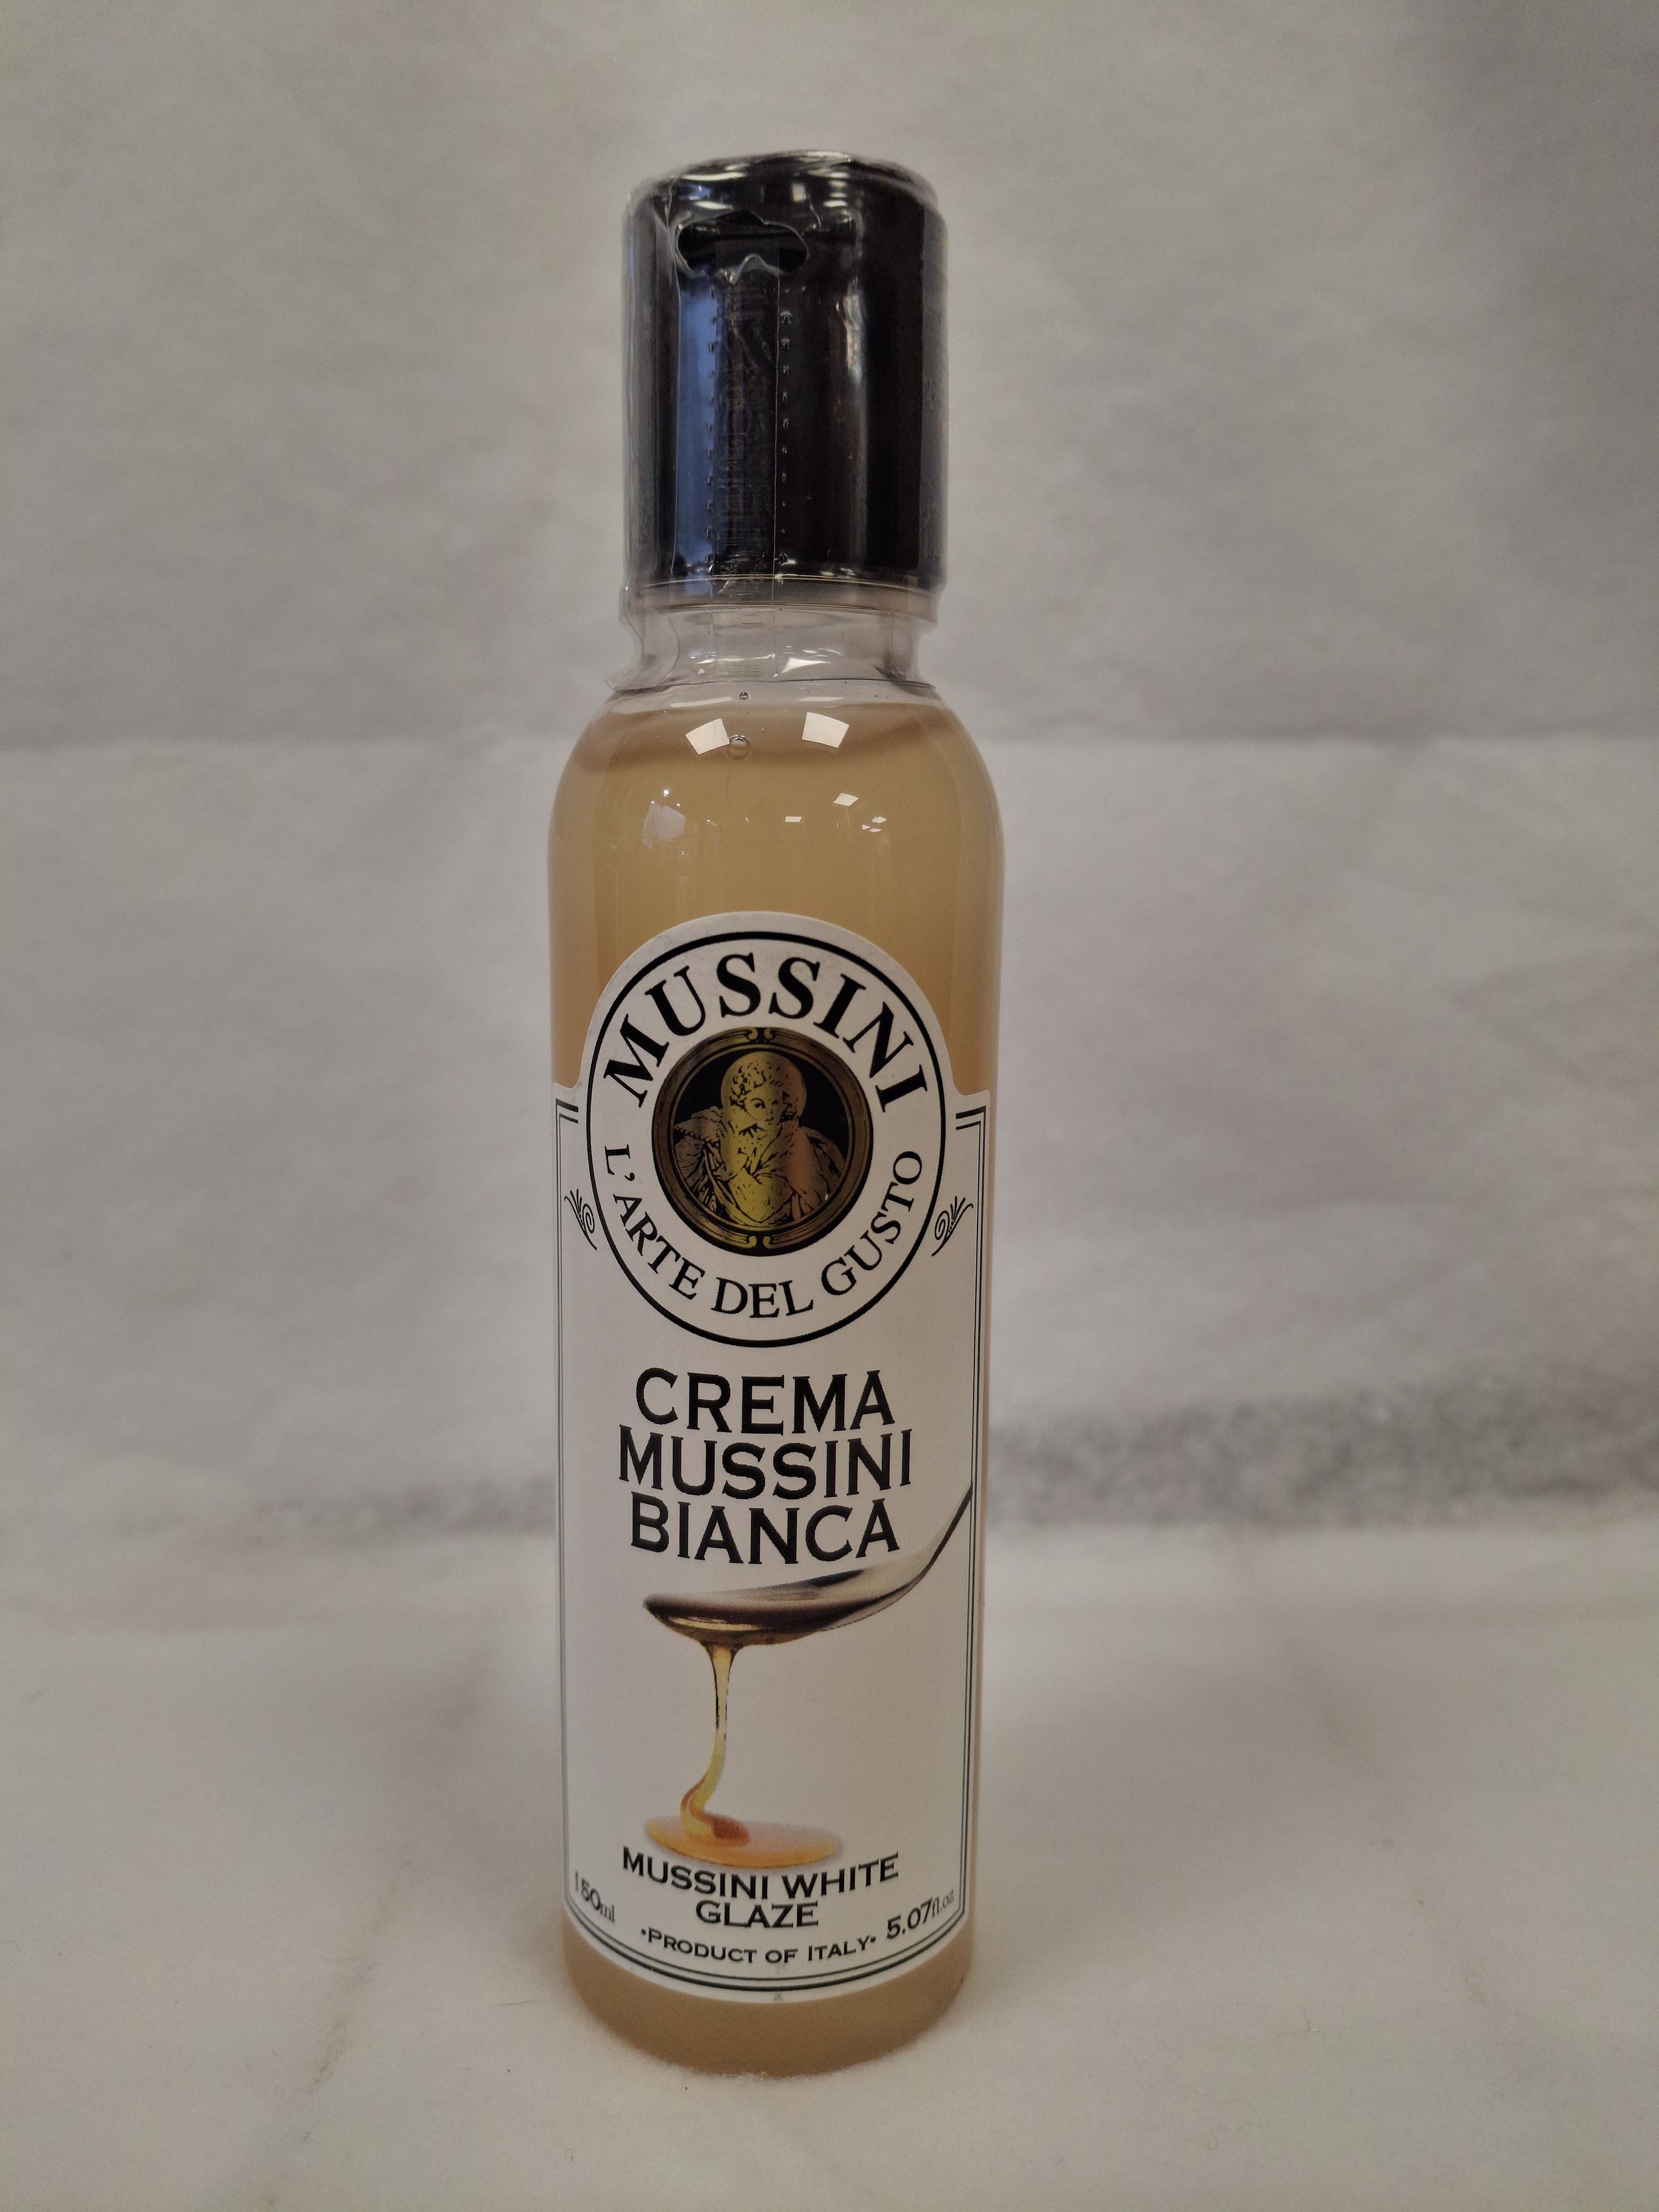 MUSSINI
L'ARTE DEL GUSTO
CREMA
MUSSINI
BIANCA
MUSSINI WHITE
GLAZE
150ml
•PRODUCT OF ITALY•
5.07fl.oz